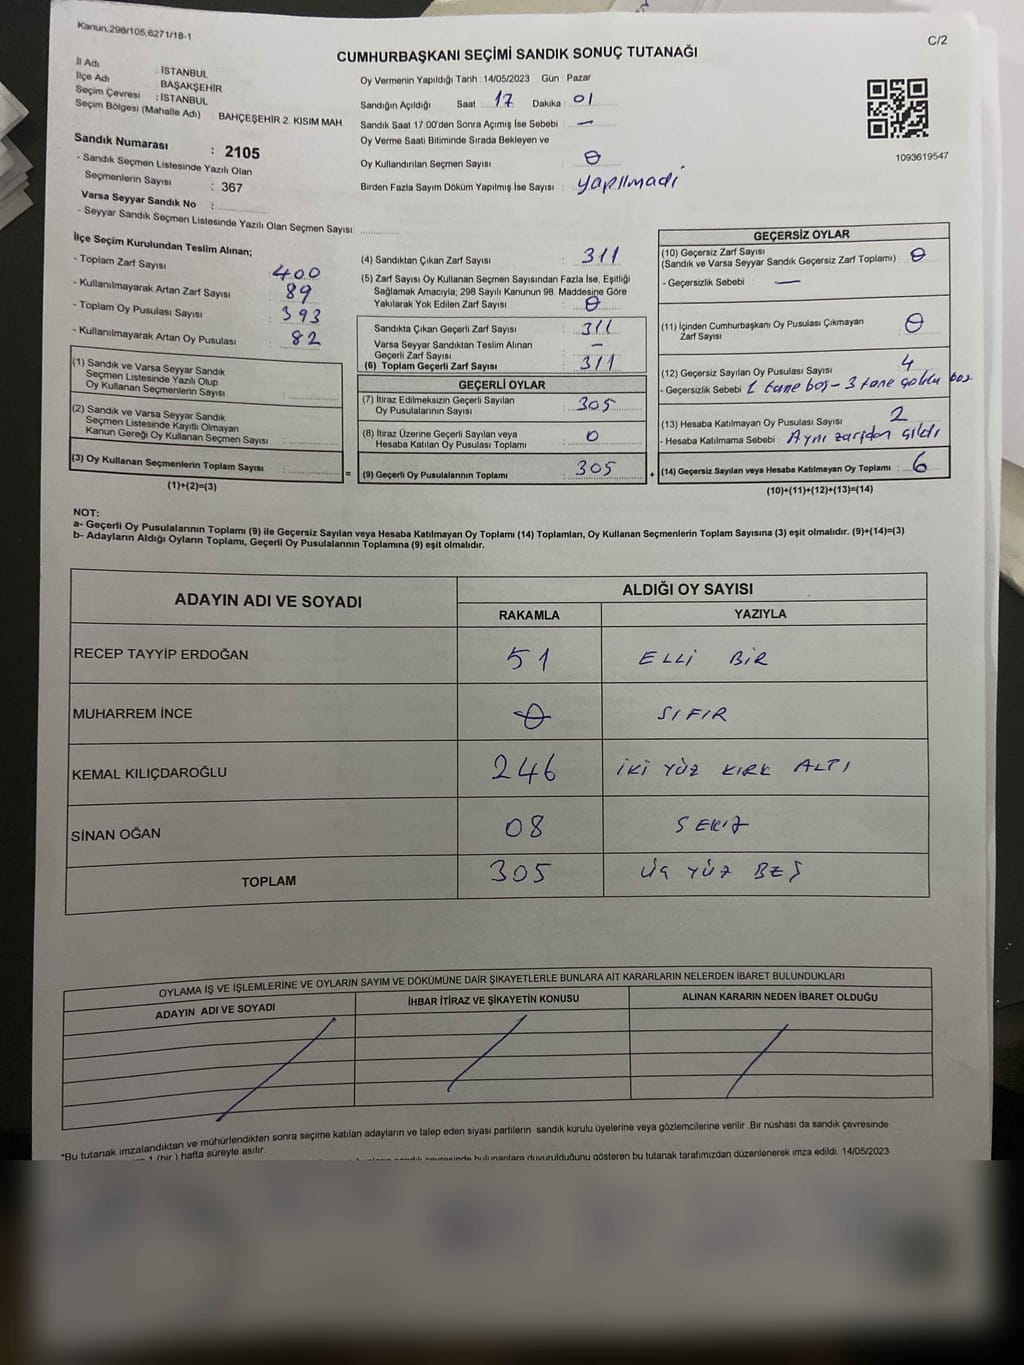 Kanun,298/105,6271/18-1
C/2
CUMHURBAŞKANI SEÇİMİ SANDIK SONUÇ TUTANAĞI
İl Adı : İSTANBUL
İlçe Adı : BAŞAKŞEHİR
Seçim Çevresi : İSTANBUL
Seçim Bölgesi (Mahalle Adı) : BAHÇEŞEHİR 2. KISIM MAH.
Oy Vermenin Yapıldığı Tarih : 14/05/2023 Gün : Pazar
Sandığın Açıldığı Saat : 17 Dakika : 01
Sandık Saat 17:00'den Sonra Açımış İse Sebebi : —
Oy Verme Saati Bitiminde Sırada Bekleyen ve
Oy Kullandırılan Seçmen Sayısı : 0
Birden Fazla Sayım Döküm Yapılmış İse Sayısı : yapılmadı
1093619547
Sandık Numarası : 2105
- Sandık Seçmen Listesinde Yazılı Olan
Seçmenlerin Sayısı : 367
Varsa Seyyar Sandık No :
- Seyyar Sandık Seçmen Listesinde Yazılı Olan Seçmen Sayısı:
İlçe Seçim Kurulundan Teslim Alınan;
- Toplam Zarf Sayısı : 400
- Kullanılmayarak Artan Zarf Sayısı : 89
- Toplam Oy Pusulası Sayısı : 393
- Kullanılmayarak Artan Oy Pusulası : 82
(1) Sandık ve Varsa Seyyar Sandık
Seçmen Listesinde Yazılı Olup
Oy Kullanan Seçmenlerin Sayısı :
(2) Sandık ve Varsa Seyyar Sandık
Seçmen Listesinde Kayıtlı Olmayan
Kanun Gereği Oy Kullanan Seçmen Sayısı :
(3) Oy Kullanan Seçmenlerin Toplam Sayısı : =
(1)+(2)=(3)
(4) Sandıktan Çıkan Zarf Sayısı : 311
(5) Zarf Sayısı Oy Kullanan Seçmen Sayısından Fazla İse, Eşitliği
Sağlamak Amacıyla; 298 Sayılı Kanunun 98. Maddesine Göre
Yakılarak Yok Edilen Zarf Sayısı : 0
Sandıkta Çıkan Geçerli Zarf Sayısı : 311
Varsa Seyyar Sandıktan Teslim Alınan
Geçerli Zarf Sayısı : —
(6) Toplam Geçerli Zarf Sayısı : 311
GEÇERLİ OYLAR
(7) İtiraz Edilmeksizin Geçerli Sayılan
Oy Pusulalarının Sayısı : 305
(8) İtiraz Üzerine Geçerli Sayılan veya
Hesaba Katılan Oy Pusulası Toplamı : 0
(9) Geçerli Oy Pusulalarının Toplamı : 305 +
GEÇERSİZ OYLAR
(10) Geçersiz Zarf Sayısı
(Sandık ve Varsa Seyyar Sandık Geçersiz Zarf Toplamı) : 0
- Geçersizlik Sebebi : —
(11) İçinden Cumhurbaşkanı Oy Pusulası Çıkmayan
Zarf Sayısı : 0
(12) Geçersiz Sayılan Oy Pusulası Sayısı : 4
- Geçersizlik Sebebi : 1 tane boş - 3 tane
(13) Hesaba Katılmayan Oy Pusulası Sayısı : 2
- Hesaba Katılmama Sebebi : Aynı zarfdan çıktı
(14) Geçersiz Sayılan veya Hesaba Katılmayan Oy Toplamı : 6
(10)+(11)+(12)+(13)=(14)
NOT:
a- Geçerli Oy Pusulalarının Toplamı (9) ile Geçersiz Sayılan veya Hesaba Katılmayan Oy Toplamı (14) Toplamları, Oy Kullanan Seçmenlerin Toplam Sayısına (3) eşit olmalıdır. (9)+(14)=(3)
b- Adayların Aldığı Oyların Toplamı, Geçerli Oy Pusulalarının Toplamına (9) eşit olmalıdır.
ADAYIN ADI VE SOYADI
ALDIĞI OY SAYISI
RAKAMLA YAZIYLA
RECEP TAYYİP ERDOĞAN 51 ELLİ BİR
MUHARREM İNCE 0 SIFIR
KEMAL KILIÇDAROĞLU 246 İKİ YÜZ KIRK ALTI
SİNAN OĞAN 08 SEKİZ
TOPLAM 305 ÜÇ YÜZ BEŞ
OYLAMA İŞ VE İŞLEMLERİNE VE OYLARIN SAYIM VE DÖKÜMÜNE DAİR ŞİKAYETLERLE BUNLARA AİT KARARLARIN NELERDEN İBARET BULUNDUKLARI
ADAYIN ADI VE SOYADI İHBAR İTİRAZ VE ŞİKAYETİN KONUSU ALINAN KARARIN NEDEN İBARET OLDUĞU
*Bu tutanak imzalandıktan ve mühürlendikten sonra seçime katılan adayların ve talep eden siyasi partilerin sandık kurulu üyelerine veya gözlemcilerine verilir .Bir nüshası da sandık çevresinde
1 (bir ) hafta süreyle asılır.
sandık çevresinde bulunanlara duyurulduğunu gösteren bu tutanak tarafımızdan düzenlenerek imza edildi. 14/05/2023